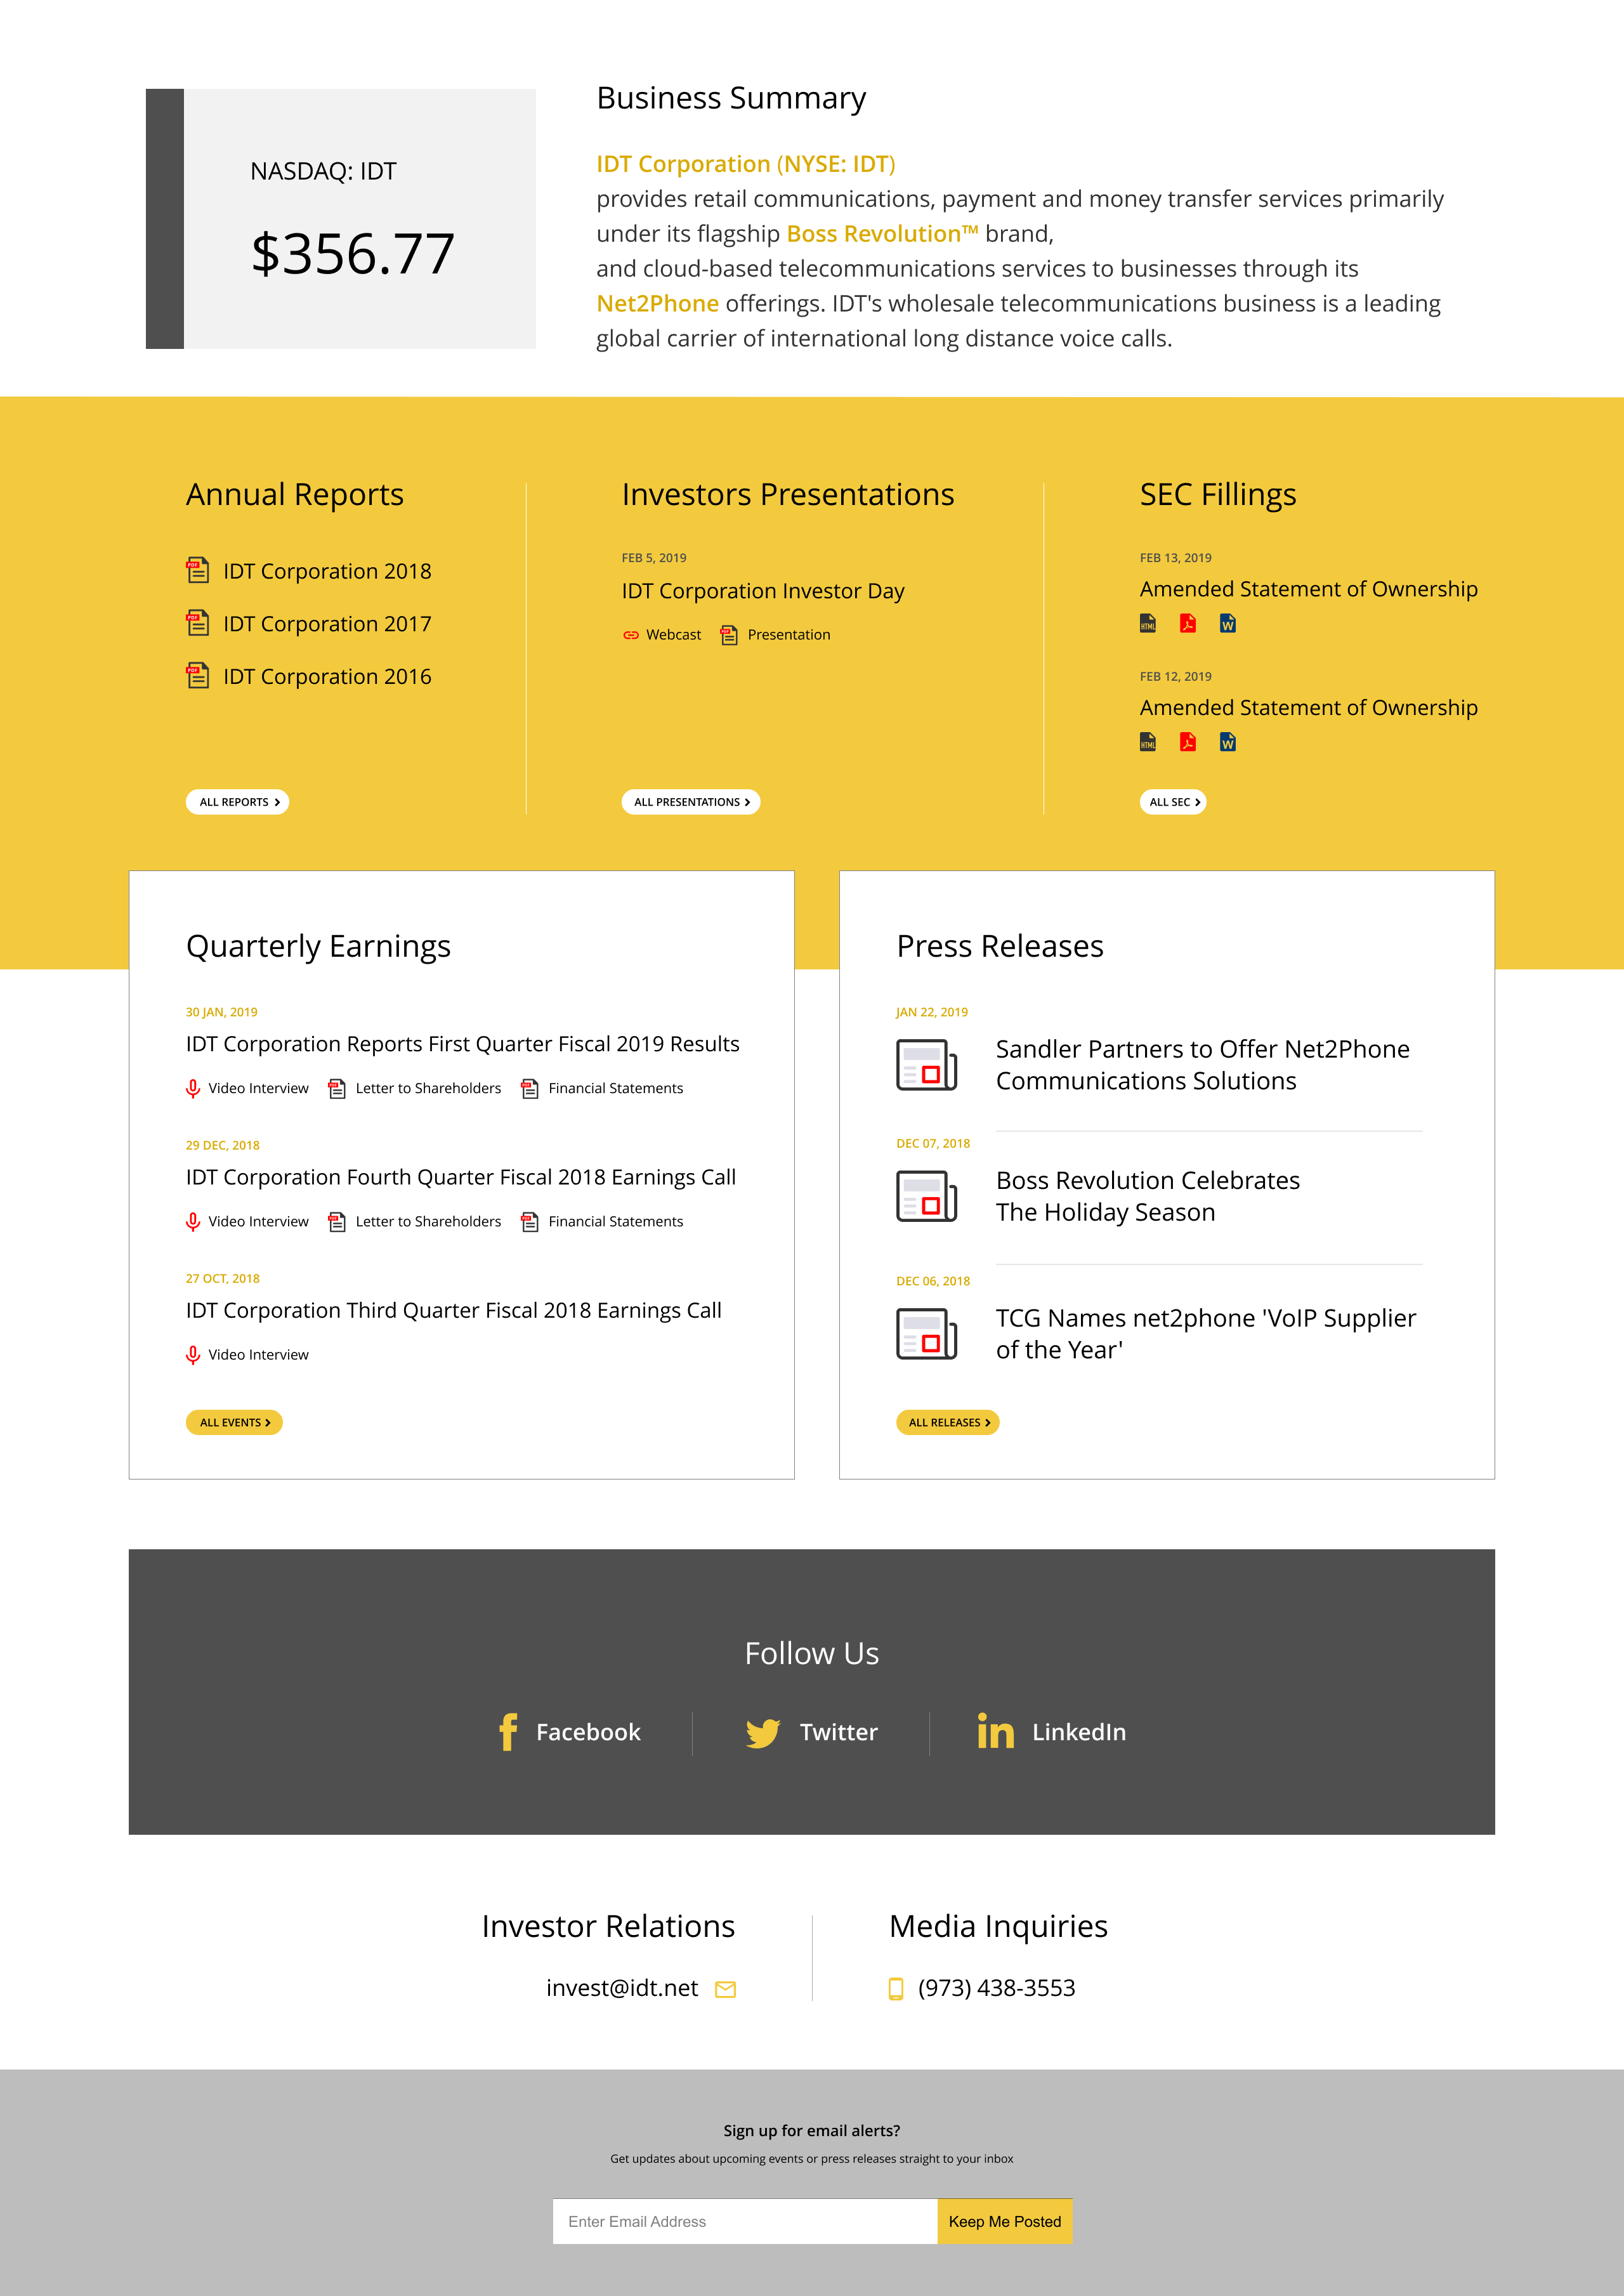 NASDAQ: IDT
$356.77
Business Summary
IDT Corporation (NYSE: IDT)
provides retail communications, payment and money transfer services primarily
under its flagship Boss Revolution™ brand,
and cloud-based telecommunications services to businesses through its
Net2Phone offerings. IDT's wholesale telecommunications business is a leading
global carrier of international long distance voice calls.
Annual Reports
PDF IDT Corporation 2018
PDF IDT Corporation 2017
PDF IDT Corporation 2016
ALL REPORTS
Investors Presentations
FEB 5, 2019
IDT Corporation Investor Day
Webcast PDF Presentation
ALL PRESENTATIONS
SEC Fillings
FEB 13, 2019
Amended Statement of Ownership
HTML W
FEB 12, 2019
Amended Statement of Ownership
HTML W
ALL SEC
Quarterly Earnings
30 JAN, 2019
IDT Corporation Reports First Quarter Fiscal 2019 Results
Video Interview PDF Letter to Shareholders PDF Financial Statements
29 DEC, 2018
IDT Corporation Fourth Quarter Fiscal 2018 Earnings Call
Video Interview PDF Letter to Shareholders PDF Financial Statements
27 OCT, 2018
IDT Corporation Third Quarter Fiscal 2018 Earnings Call
Video Interview
ALL EVENTS
Press Releases
JAN 22, 2019
Sandler Partners to Offer Net2Phone
Communications Solutions
DEC 07, 2018
Boss Revolution Celebrates
The Holiday Season
DEC 06, 2018
TCG Names net2phone 'VoIP Supplier
of the Year'
ALL RELEASES
Follow Us
f Facebook
Twitter
in LinkedIn
Investor Relations
invest@idt.net
Media Inquiries
(973) 438-3553
Sign up for email alerts?
Get updates about upcoming events or press releases straight to your inbox
Enter Email Address
Keep Me Posted